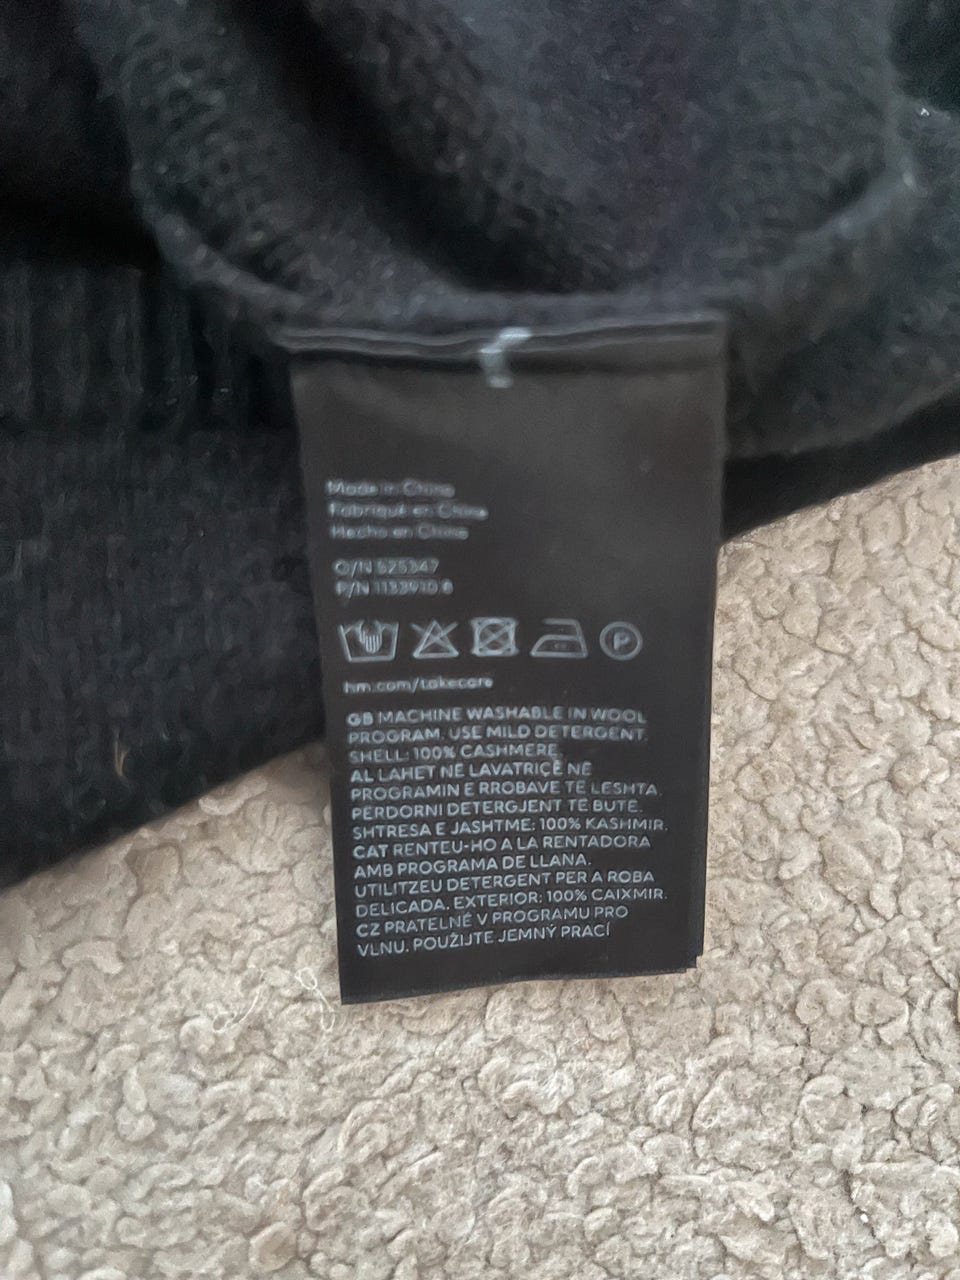 Made in China
Fabriqué en China
Hecho en China
O/N 525347
P/N 1133910 8
P
hm.com/takecare
GB MACHINE WASHABLE IN WOOL
PROGRAM. USE MILD DETERGENT.
SHELL: 100% CASHMERE.
AL LAHET NË LAVATRIÇË NË
PROGRAMIN E RROBAVE TË LESHTA.
PËRDORNI DETERGJENT TË BUTË.
SHTRESA E JASHTME: 100% KASHMIR.
CAT RENTEU-HO A LA RENTADORA
AMB PROGRAMA DE LLANA.
UTILITZEU DETERGENT PER A ROBA
DELICADA. EXTERIOR: 100% CAIXMIR.
CZ PRATELNÉ V PROGRAMU PRO
VLNU. POUŽIJTE JEMNÝ PRACÍ